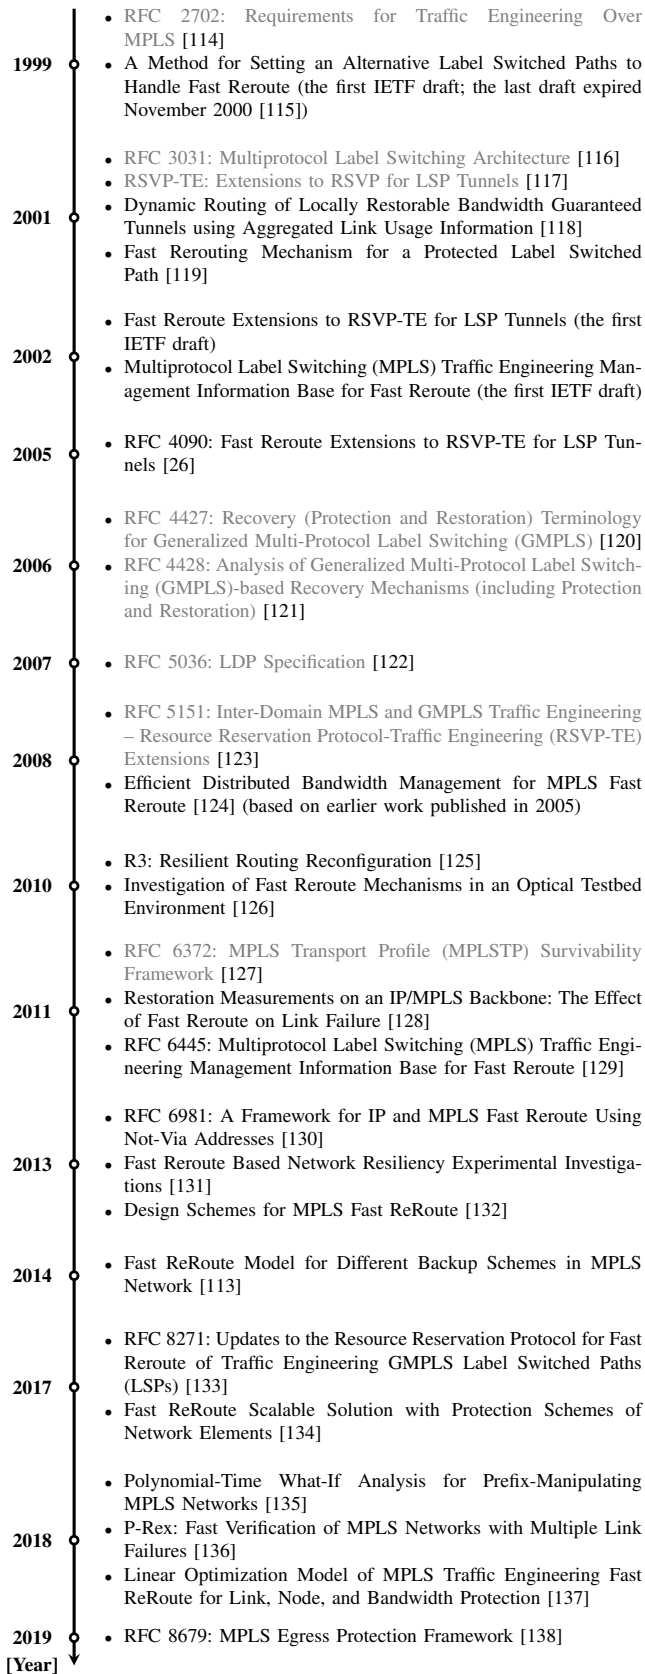 • RFC 2702: Requirements for Traffic Engineering Over
MPLS [114]
1999
• A Method for Setting an Alternative Label Switched Paths to
Handle Fast Reroute (the first IETF draft; the last draft expired
November 2000 [115])
• RFC 3031: Multiprotocol Label Switching Architecture [116]
• RSVP-TE: Extensions to RSVP for LSP Tunnels [117]
2001
• Dynamic Routing of Locally Restorable Bandwidth Guaranteed
Tunnels using Aggregated Link Usage Information [118]
• Fast Rerouting Mechanism for a Protected Label Switched
Path [119]
• Fast Reroute Extensions to RSVP-TE for LSP Tunnels (the first
IETF draft)
2002
• Multiprotocol Label Switching (MPLS) Traffic Engineering Man-
agement Information Base for Fast Reroute (the first IETF draft)
2005
• RFC 4090: Fast Reroute Extensions to RSVP-TE for LSP Tun-
nels [26]
• RFC 4427: Recovery (Protection and Restoration) Terminology
for Generalized Multi-Protocol Label Switching (GMPLS) [120]
2006
• RFC 4428: Analysis of Generalized Multi-Protocol Label Switch-
ing (GMPLS)-based Recovery Mechanisms (including Protection
and Restoration) [121]
2007
• RFC 5036: LDP Specification [122]
• RFC 5151: Inter-Domain MPLS and GMPLS Traffic Engineering
– Resource Reservation Protocol-Traffic Engineering (RSVP-TE)
Extensions [123]
2008
• Efficient Distributed Bandwidth Management for MPLS Fast
Reroute [124] (based on earlier work published in 2005)
• R3: Resilient Routing Reconfiguration [125]
2010
• Investigation of Fast Reroute Mechanisms in an Optical Testbed
Environment [126]
• RFC 6372: MPLS Transport Profile (MPLSTP) Survivability
Framework [127]
2011
• Restoration Measurements on an IP/MPLS Backbone: The Effect
of Fast Reroute on Link Failure [128]
• RFC 6445: Multiprotocol Label Switching (MPLS) Traffic Engi-
neering Management Information Base for Fast Reroute [129]
• RFC 6981: A Framework for IP and MPLS Fast Reroute Using
Not-Via Addresses [130]
2013
• Fast Reroute Based Network Resiliency Experimental Investiga-
tions [131]
• Design Schemes for MPLS Fast ReRoute [132]
2014
• Fast ReRoute Model for Different Backup Schemes in MPLS
Network [113]
• RFC 8271: Updates to the Resource Reservation Protocol for Fast
Reroute of Traffic Engineering GMPLS Label Switched Paths
(LSPs) [133]
2017
• Fast ReRoute Scalable Solution with Protection Schemes of
Network Elements [134]
• Polynomial-Time What-If Analysis for Prefix-Manipulating
MPLS Networks [135]
2018
• P-Rex: Fast Verification of MPLS Networks with Multiple Link
Failures [136]
• Linear Optimization Model of MPLS Traffic Engineering Fast
ReRoute for Link, Node, and Bandwidth Protection [137]
2019
• RFC 8679: MPLS Egress Protection Framework [138]
[Year]